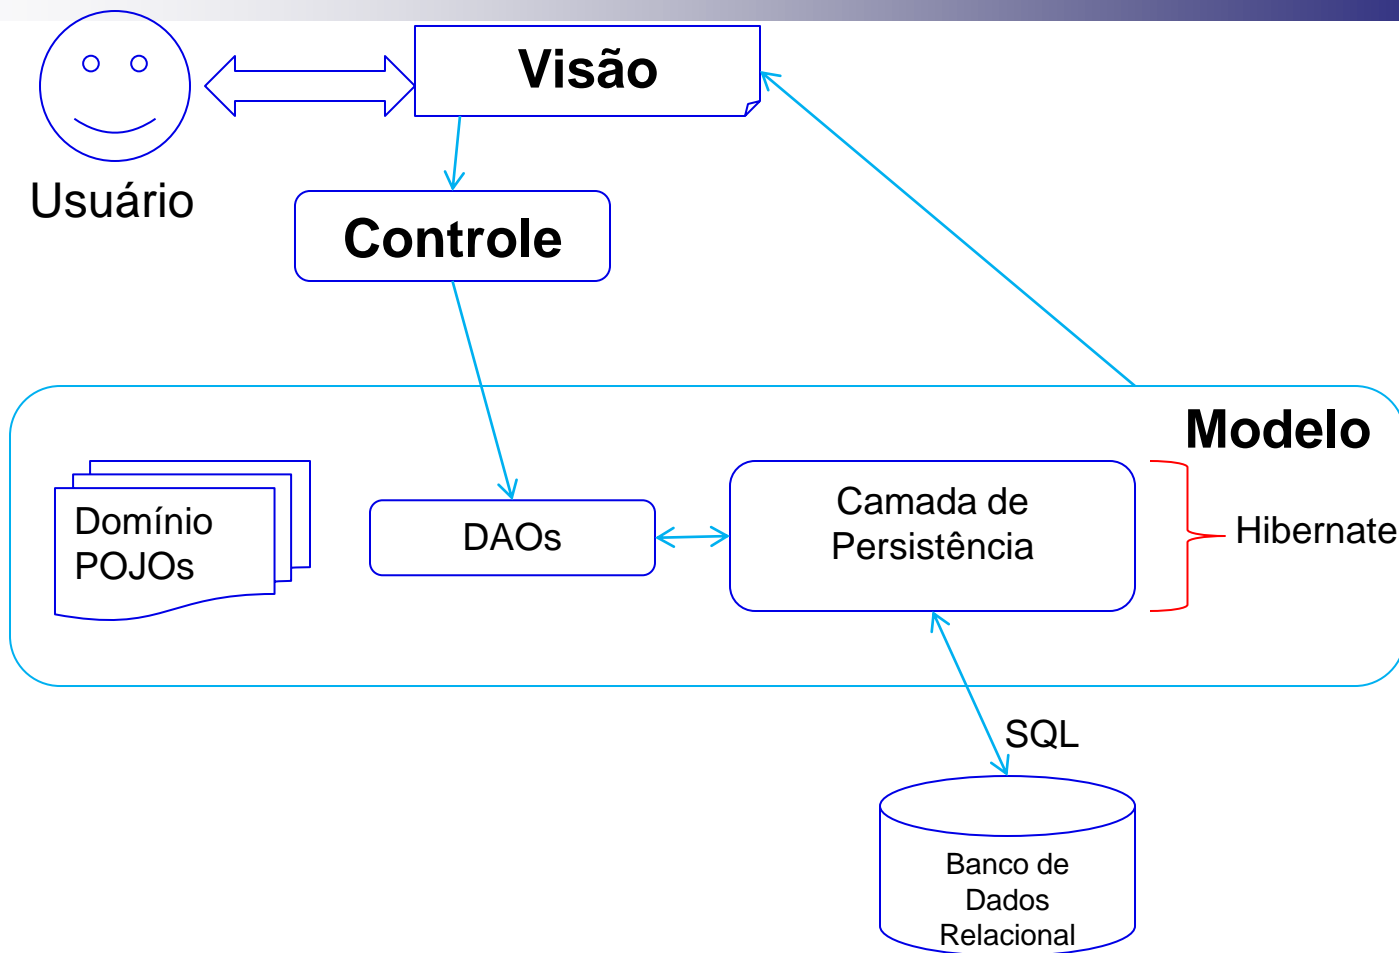 Visão
Usuário
Controle
Modelo
Domínio
POJOs
DAOs
Camada de
Persistência
Hibernate
SQL
Banco de
Dados
Relacional